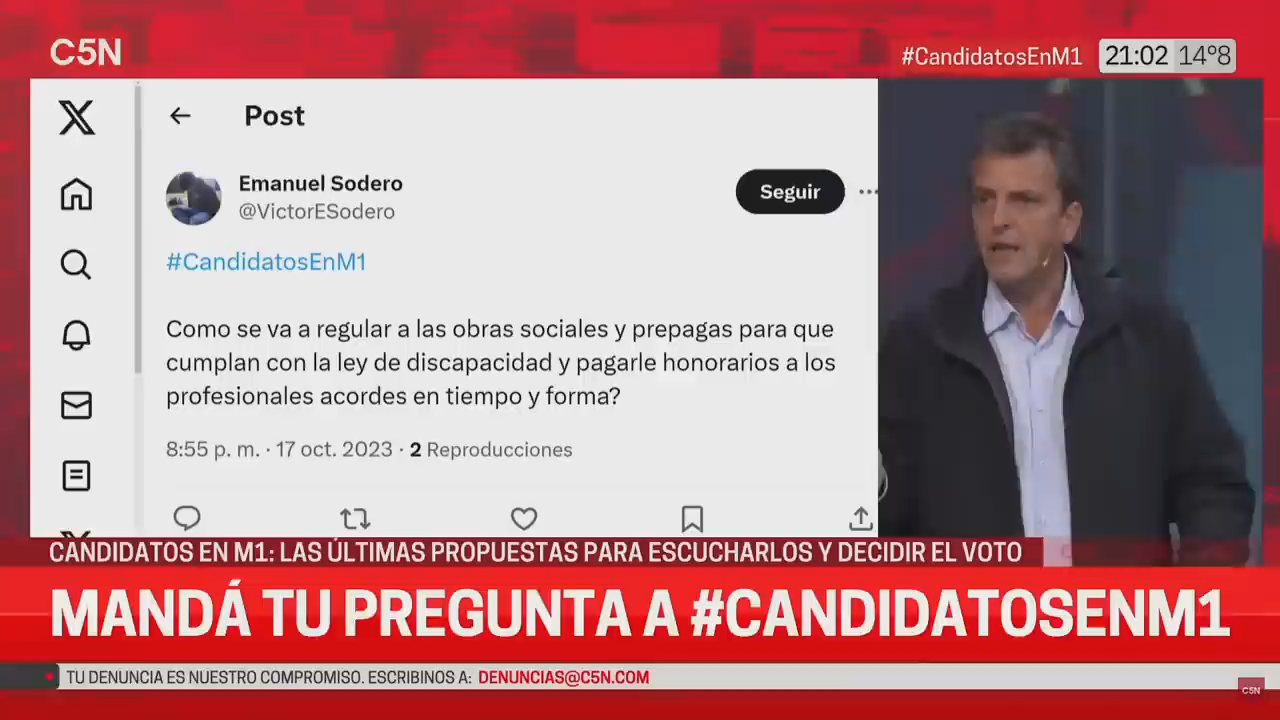 C5N
#CandidatosEnM1
21:02 14°8
Post
Emanuel Sodero
@VictorESodero
Seguir
#CandidatosEnM1
Como se va a regular a las obras sociales y prepagas para que
cumplan con la ley de discapacidad y pagarle honorarios a los
profesionales acordes en tiempo y forma?
8:55 p. m. · 17 oct. 2023 · 2 Reproducciones
CANDIDATOS EN M1: LAS ÚLTIMAS PROPUESTAS PARA ESCUCHARLOS Y DECIDIR EL VOTO
MANDÁ TU PREGUNTA A #CANDIDATOSENM1
TU DENUNCIA ES NUESTRO COMPROMISO. ESCRIBINOS A: DENUNCIAS@C5N.COM
C5N